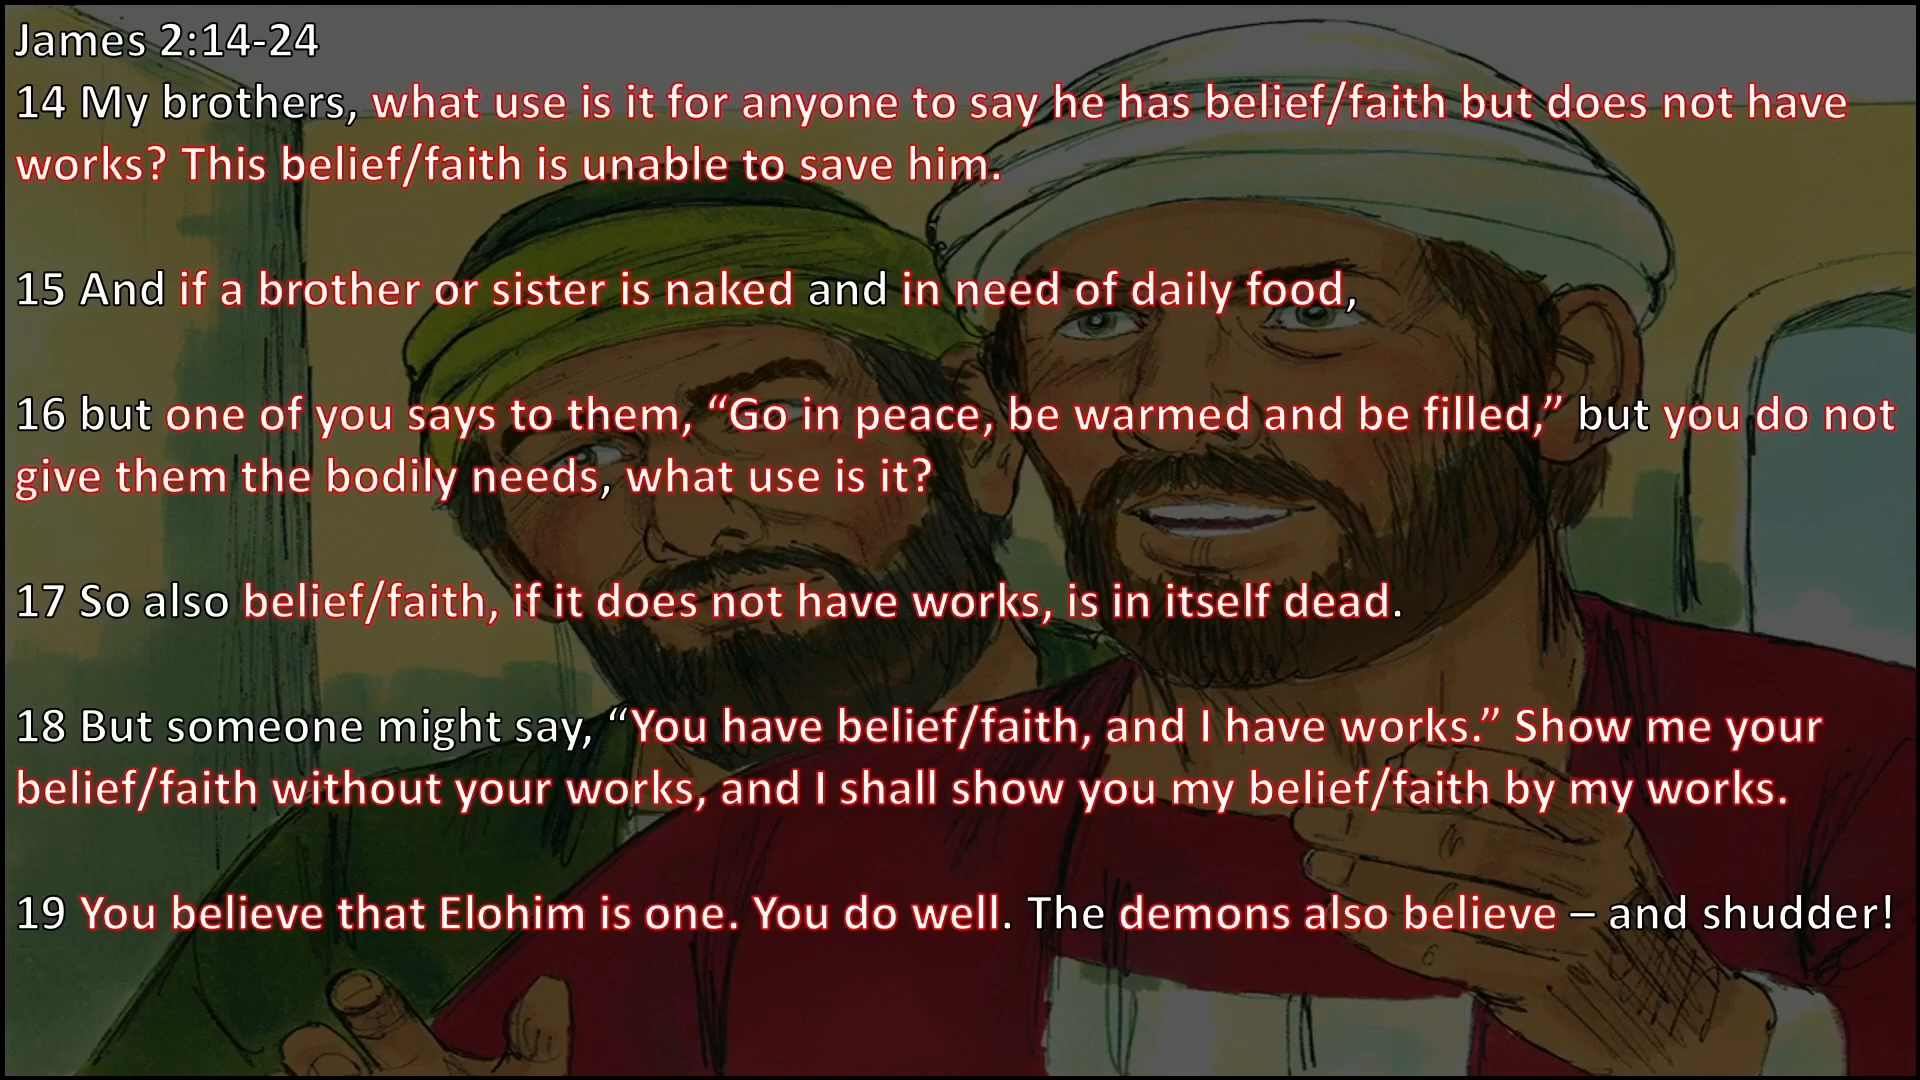 James 2:14-24
14 My brothers, what use is it for anyone to say he has belief/faith but does not have
works? This belief/faith is unable to save him.
15 And if a brother or sister is naked and in need of daily food,
16 but one of you says to them, “Go in peace, be warmed and be filled,” but you do not
give them the bodily needs, what use is it?
17 So also belief/faith, if it does not have works, is in itself dead.
18 But someone might say, “You have belief/faith, and I have works.” Show me your
belief/faith without your works, and I shall show you my belief/faith by my works.
19 You believe that Elohim is one. You do well. The demons also believe – and shudder!